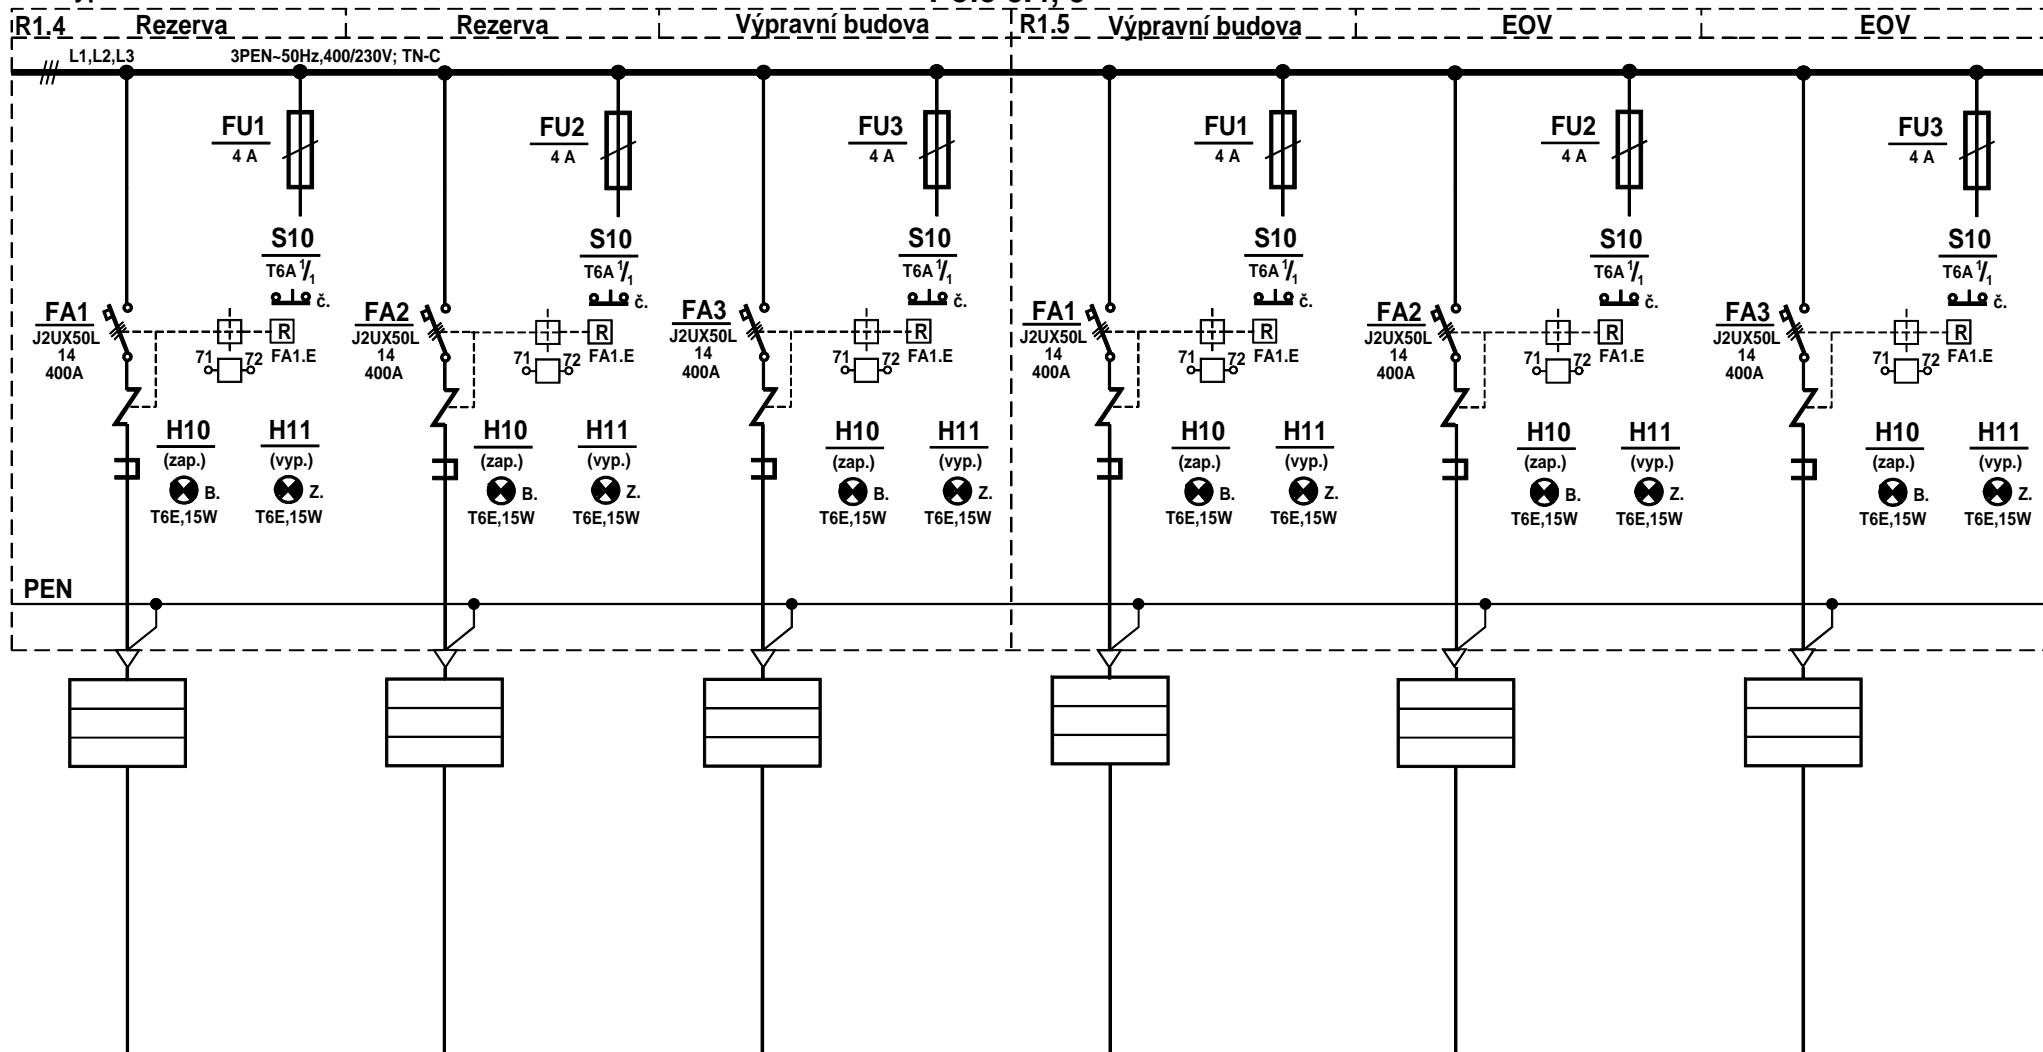 R1.4 Rezerva Rezerva Výpravní budova R1.5 Výpravní budova EOV EOV
L1,L2,L3 3PEN~50Hz,400/230V; TN-C
FU1 FU2 FU3 FU1 FU2 FU3
4 A 4 A 4 A 4 A 4 A 4 A
S10 S10 S10 S10 S10 S10
T6A 1/1 T6A 1/1 T6A 1/1 T6A 1/1 T6A 1/1 T6A 1/1
č. č. č. č. č. č.
FA1 FA2 FA3 FA1 FA2 FA3
J2UX50L R J2UX50L R J2UX50L R J2UX50L R J2UX50L R J2UX50L R
14 71 72 FA1.E 14 71 72 FA1.E 14 71 72 FA1.E 14 71 72 FA1.E 14 71 72 FA1.E 14 71 72 FA1.E
400A 400A 400A 400A 400A 400A
H10 H11 H10 H11 H10 H11 H10 H11 H10 H11 H10 H11
(zap.) (vyp.) (zap.) (vyp.) (zap.) (vyp.) (zap.) (vyp.) (zap.) (vyp.) (zap.) (vyp.)
B. Z. B. Z. B. Z. B. Z. B. Z. B. Z.
T6E,15W T6E,15W T6E,15W T6E,15W T6E,15W T6E,15W T6E,15W T6E,15W T6E,15W T6E,15W T6E,15W T6E,15W
PEN